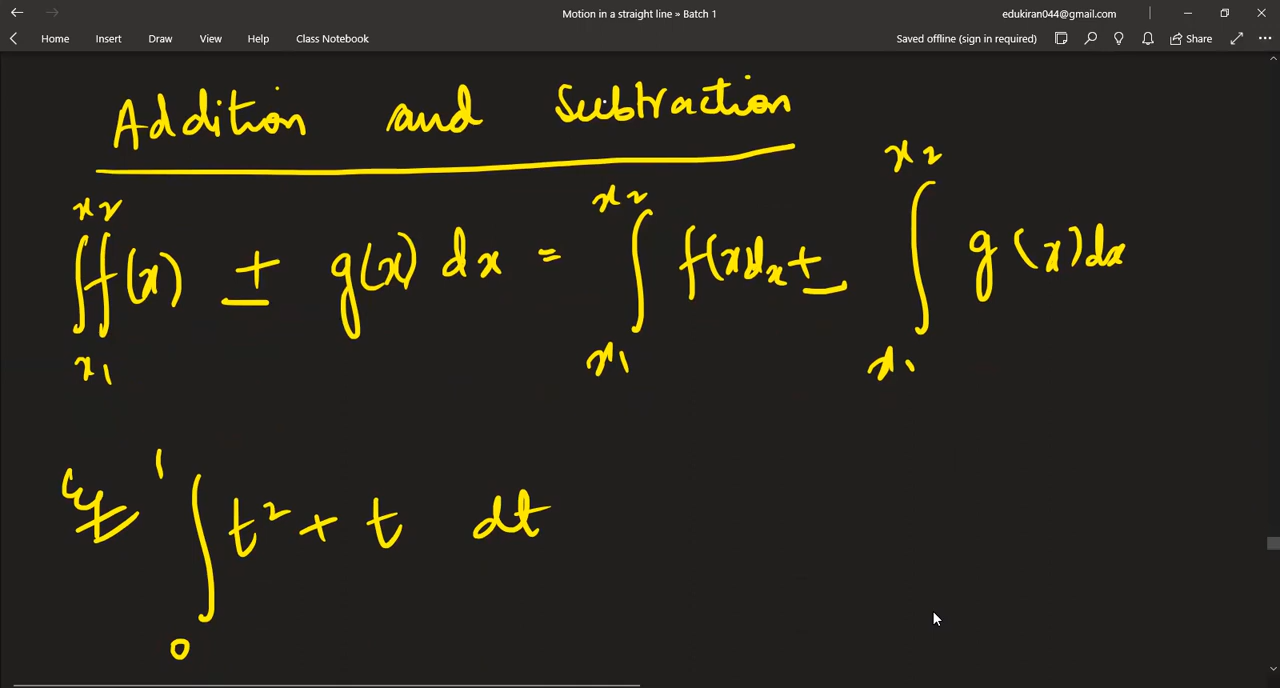 Motion in a straight line » Batch 1
edukiran044@gmail.com
Home Insert Draw View Help Class Notebook
Saved offline (sign in required)
Share
Addition and Subtraction
∫_{x1}^{x2} f(x) ± g(x) dx = ∫_{x1}^{x2} f(x)dx ± ∫_{x1}^{x2} g(x)dx
∫_{0}^{1} t² + t dt